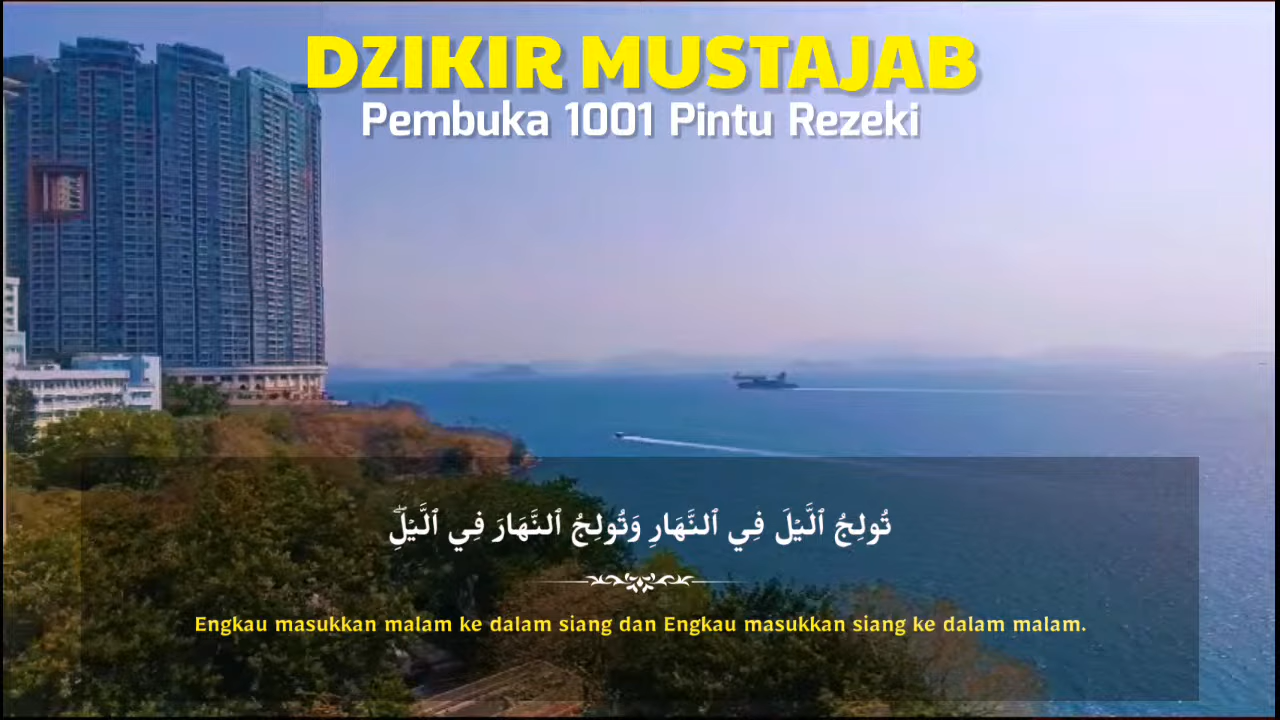 DZIKIR MUSTAJAB
Pembuka 1001 Pintu Rezeki
تُولِجُ ٱلَّيْلَ فِي ٱلنَّهَارِ وَتُولِجُ ٱلنَّهَارَ فِي ٱلَّيْلِۖ
Engkau masukkan malam ke dalam siang dan Engkau masukkan siang ke dalam malam.